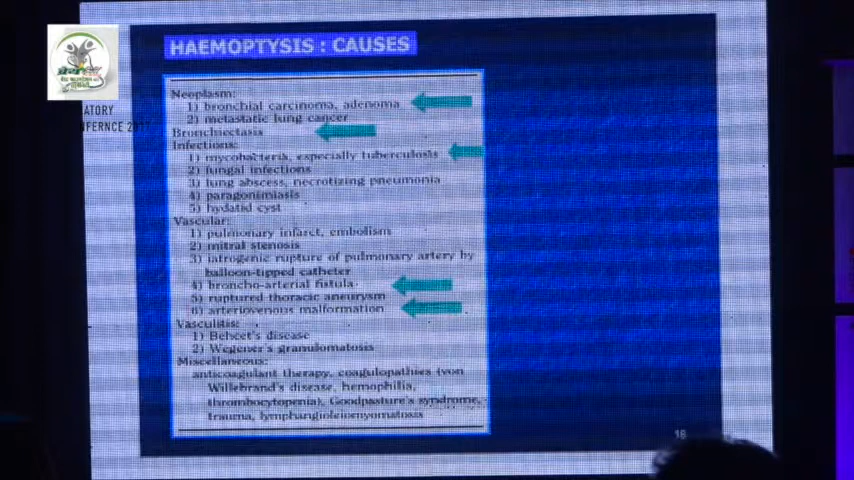 ATORY
NFERNCE 20
HAEMOPTYSIS : CAUSES
Neoplasm:
1) bronchial carcinoma, adenoma
2) metastatic lung cancer
Bronchiectasis
Infections:
1) mycobacteria, especially tuberculosis
2) fungal infections
3) lung abscess, necrotizing pneumonia
4) paragonimiasis
5) hydatid cyst
Vascular:
1) pulmonary infarct, embolism
2) mitral stenosis
3) iatrogenic rupture of pulmonary artery by
balloon-tipped catheter
4) broncho-arterial fistula
5) ruptured thoracic aneurysm
6) arteriovenous malformation
Vasculitis:
1) Behcet's disease
2) Wegener's granulomatosis
Miscellaneous:
anticoagulant therapy, coagulopathies (von
Willebrand's disease, hemophilia,
thrombocytopenia), Goodpasture's syndrome,
trauma, lymphangioleiomyomatosis